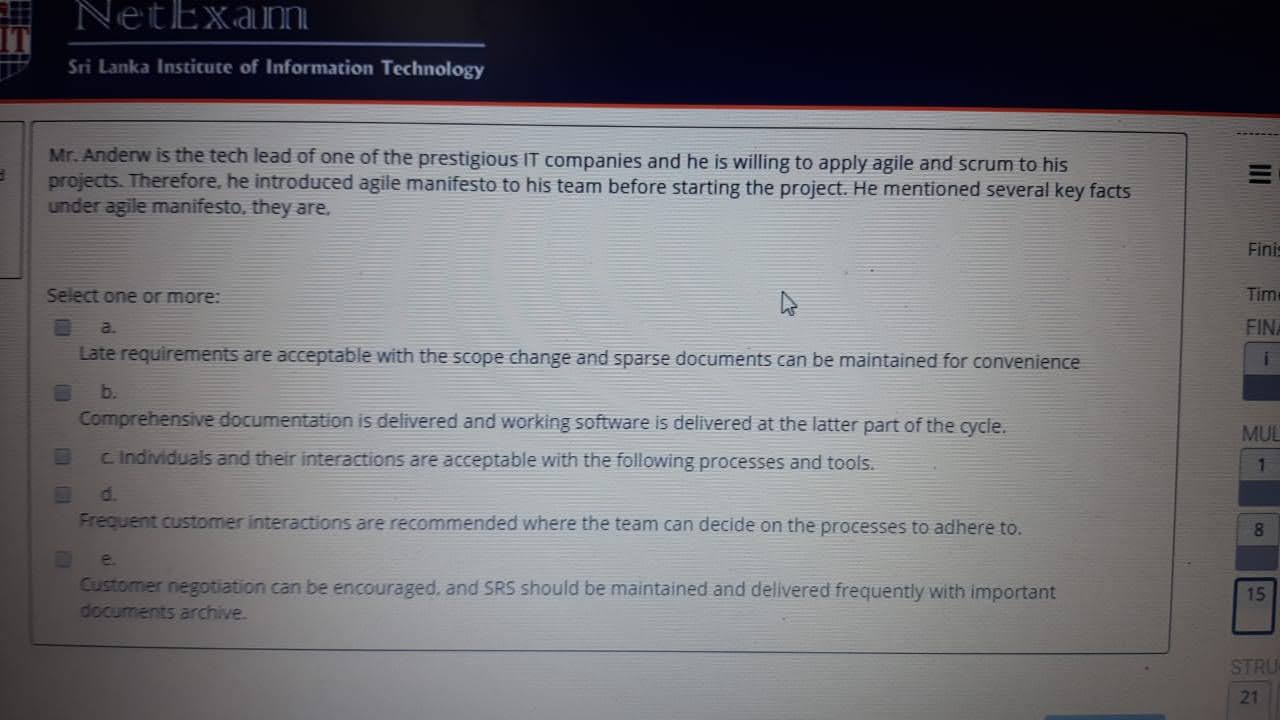 NetExam
IT
Sri Lanka Institute of Information Technology
Mr. Anderw is the tech lead of one of the prestigious IT companies and he is willing to apply agile and scrum to his
projects. Therefore, he introduced agile manifesto to his team before starting the project. He mentioned several key facts
under agile manifesto, they are,
Select one or more:
a.
Late requirements are acceptable with the scope change and sparse documents can be maintained for convenience
b.
Comprehensive documentation is delivered and working software is delivered at the latter part of the cycle.
c. Individuals and their interactions are acceptable with the following processes and tools.
d.
Frequent customer interactions are recommended where the team can decide on the processes to adhere to.
e.
Customer negotiation can be encouraged, and SRS should be maintained and delivered frequently with important
documents archive.
Finis
Time
FINA
i
MUL
1
8
15
STRU
21